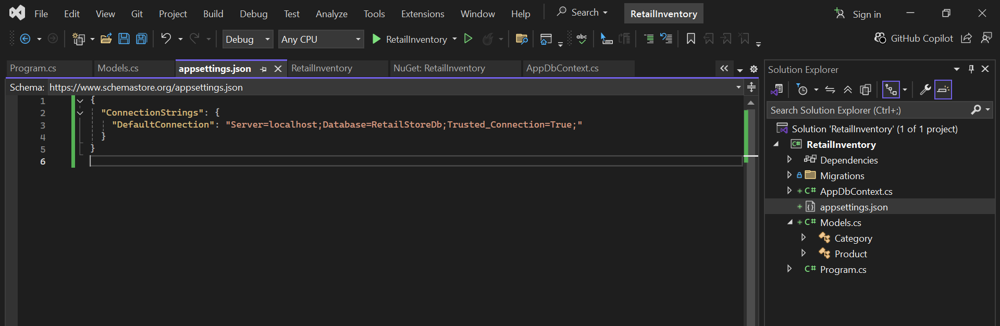 File Edit View Git Project Build Debug Test Analyze Tools Extensions Window Help Search RetailInventory Sign in
Debug Any CPU RetailInventory abc GitHub Copilot
Program.cs Models.cs appsettings.json RetailInventory NuGet: RetailInventory AppDbContext.cs
Schema: https://www.schemastore.org/appsettings.json
1 {
2 "ConnectionStrings": {
3 "DefaultConnection": "Server=localhost;Database=RetailStoreDb;Trusted_Connection=True;"
4 }
5 }
6
Solution Explorer
Search Solution Explorer (Ctrl+;)
Solution 'RetailInventory' (1 of 1 project)
C# RetailInventory
Dependencies
Migrations
C# AppDbContext.cs
{} appsettings.json
C# Models.cs
Category
Product
C# Program.cs